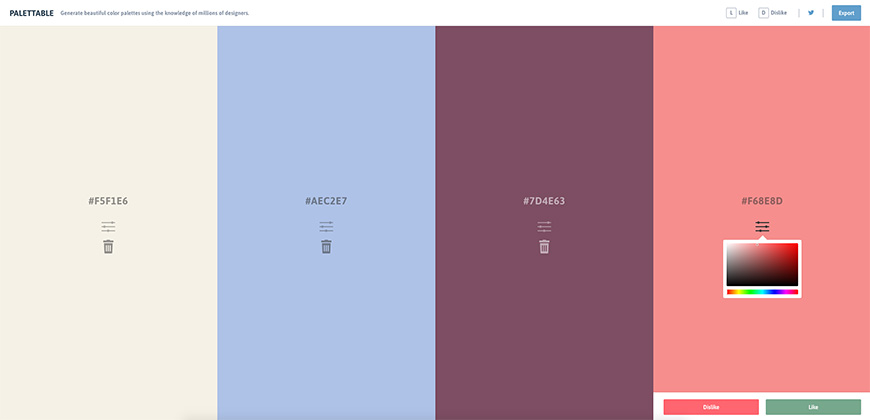 PALETTABLE Generate beautiful color palettes using the knowledge of millions of designers. L Like D Dislike Export
#F5F1E6 #AEC2E7 #7D4E63 #F68E8D
Dislike Like